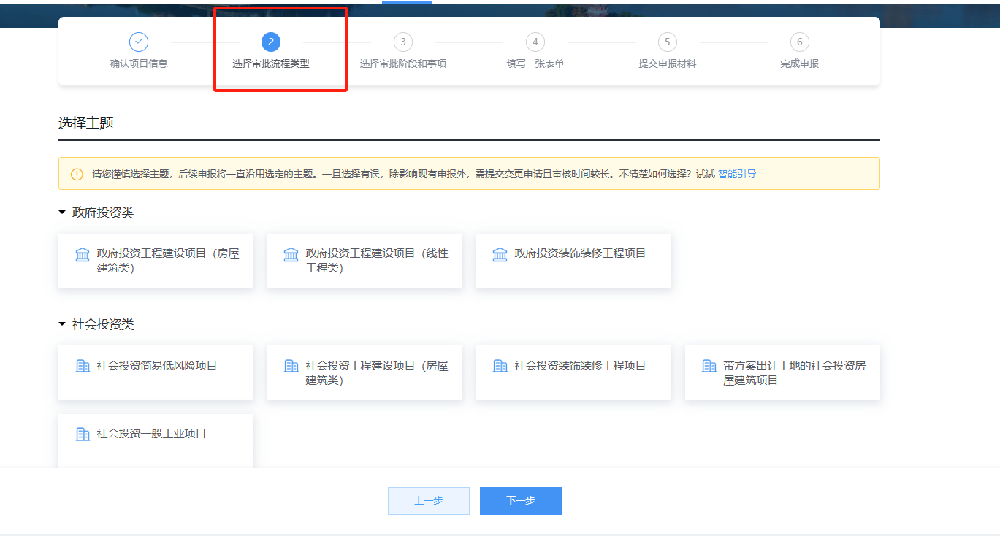 2
3
4
5
6
确认项目信息
选择审批流程类型
选择审批阶段和事项
填写一张表单
提交申报材料
完成申报
选择主题
请您谨慎选择主题，后续申报将一直沿用选定的主题。一旦选择有误，除影响现有申报外，需提交变更申请且审核时间较长。不清楚如何选择？试试 智能引导
政府投资类
政府投资工程建设项目（房屋
建筑类）
政府投资工程建设项目（线性
工程类）
政府投资装饰装修工程项目
社会投资类
社会投资简易低风险项目
社会投资工程建设项目（房屋
建筑类）
社会投资装饰装修工程项目
带方案出让土地的社会投资房
屋建筑项目
社会投资一般工业项目
上一步
下一步